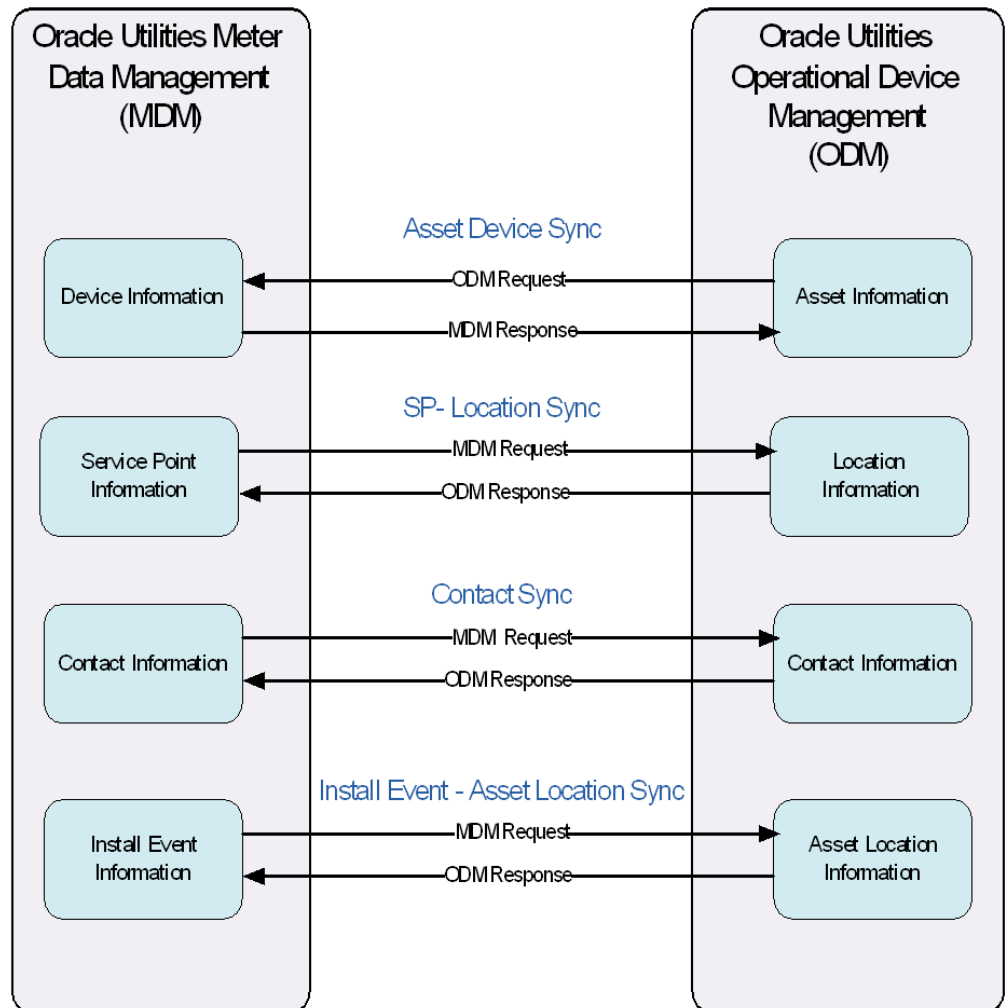 Oracle Utilities Meter
Data Management
(MDM)
Oracle Utilities
Operational Device
Management
(ODM)
Asset Device Sync
Device Information
ODM Request
MDM Response
Asset Information
SP- Location Sync
Service Point
Information
MDM Request
ODM Response
Location
Information
Contact Sync
Contact Information
MDM Request
ODM Response
Contact Information
Install Event - Asset Location Sync
Install Event
Information
MDM Request
ODM Response
Asset Location
Information